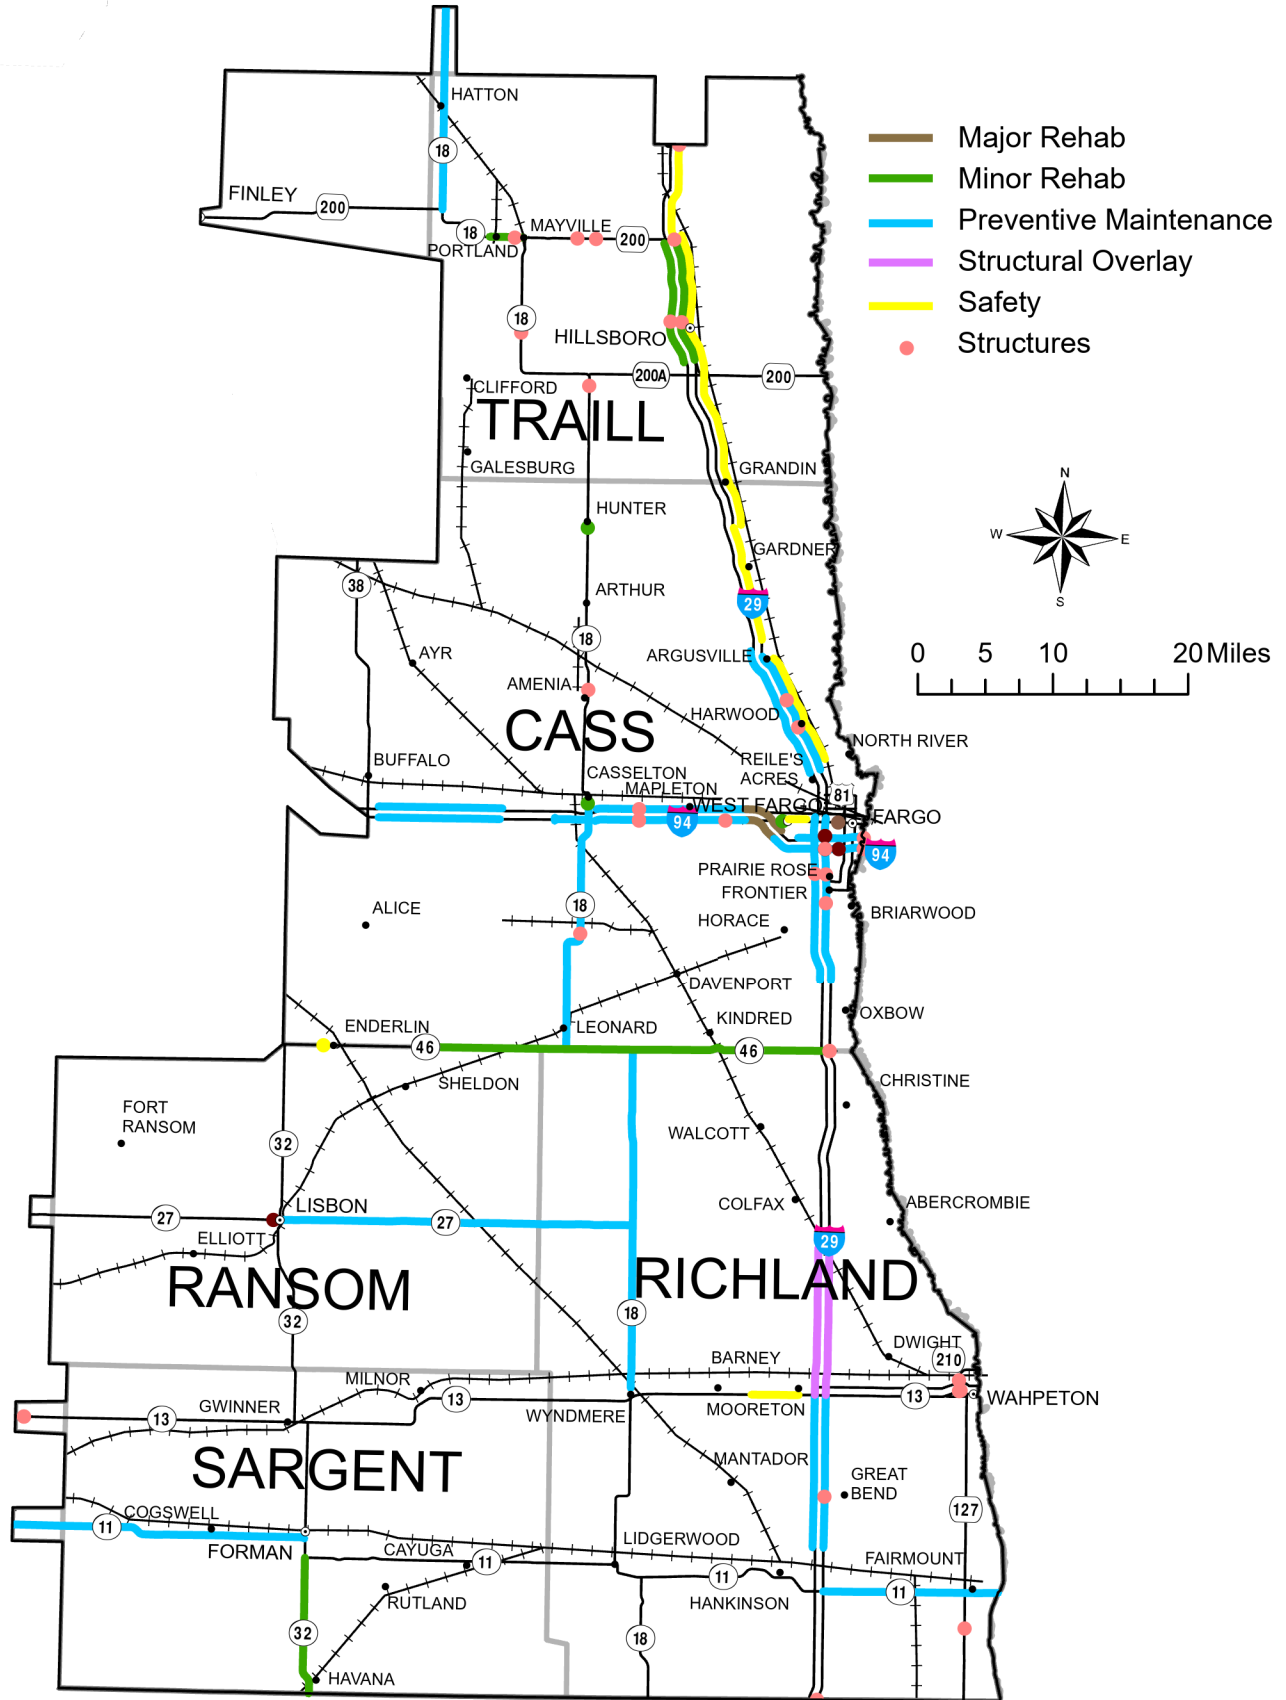 HATTON
18
FINLEY
200
18
PORTLAND
MAYVILLE
200
18
HILLSBORO
200A
200
CLIFFORD
TRAILL
GALESBURG
GRANDIN
HUNTER
GARDNER
38
ARTHUR
29
18
AYR
ARGUSVILLE
AMENIA
CASS
HARWOOD
NORTH RIVER
BUFFALO
REILE'S
ACRES
CASSELTON
MAPLETON
81
WEST FARGO
94
FARGO
94
PRAIRIE ROSE
FRONTIER
18
ALICE
HORACE
BRIARWOOD
DAVENPORT
OXBOW
ENDERLIN
LEONARD
KINDRED
46
46
SHELDON
CHRISTINE
FORT
RANSOM
32
WALCOTT
LISBON
27
27
COLFAX
ABERCROMBIE
ELLIOTT
29
RANSOM
RICHLAND
32
18
DWIGHT
210
BARNEY
MILNOR
13
13
WAHPETON
GWINNER
13
WYNDMERE
MOORETON
SARGENT
MANTADOR
GREAT
BEND
127
COGSWELL
11
FORMAN
CAYUGA
11
LIDGERWOOD
FAIRMOUNT
11
11
RUTLAND
HANKINSON
32
18
HAVANA
Major Rehab
Minor Rehab
Preventive Maintenance
Structural Overlay
Safety
Structures
N
W
E
S
0 5 10 20 Miles